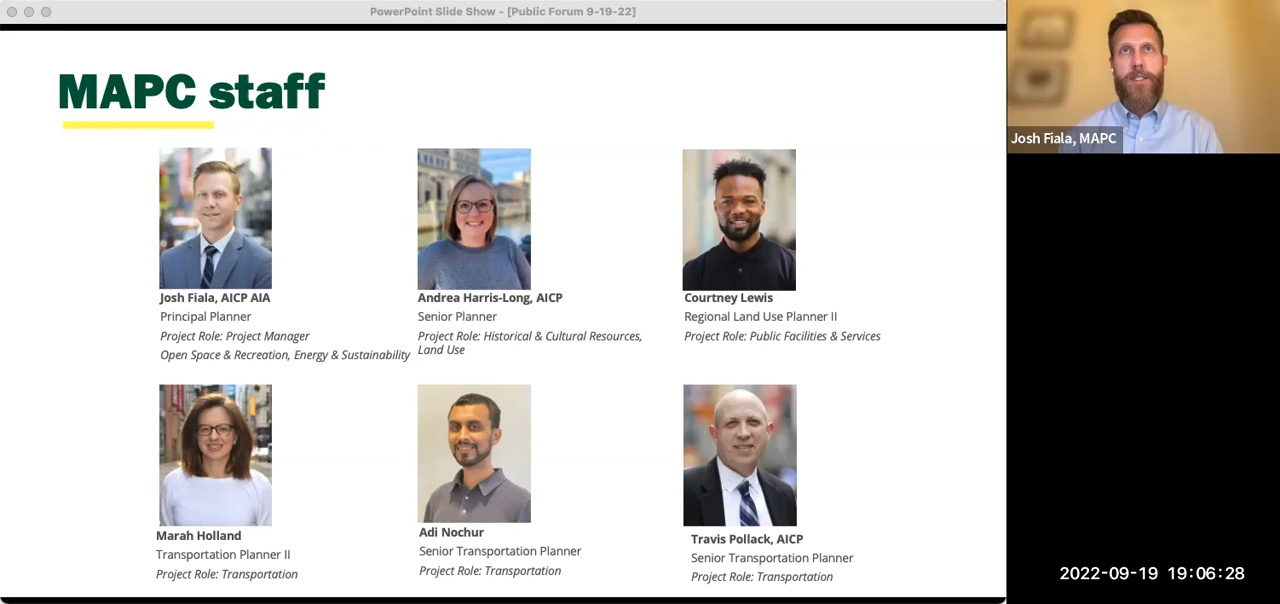 PowerPoint Slide Show - [Public Forum 9-19-22]
MAPC staff
Josh Fiala, MAPC
Josh Fiala, AICP AIA
Principal Planner
Project Role: Project Manager
Open Space & Recreation, Energy & Sustainability
Andrea Harris-Long, AICP
Senior Planner
Project Role: Historical & Cultural Resources,
Land Use
Courtney Lewis
Regional Land Use Planner II
Project Role: Public Facilities & Services
Marah Holland
Transportation Planner II
Project Role: Transportation
Adi Nochur
Senior Transportation Planner
Project Role: Transportation
Travis Pollack, AICP
Senior Transportation Planner
Project Role: Transportation
2022-09-19 19:06:28